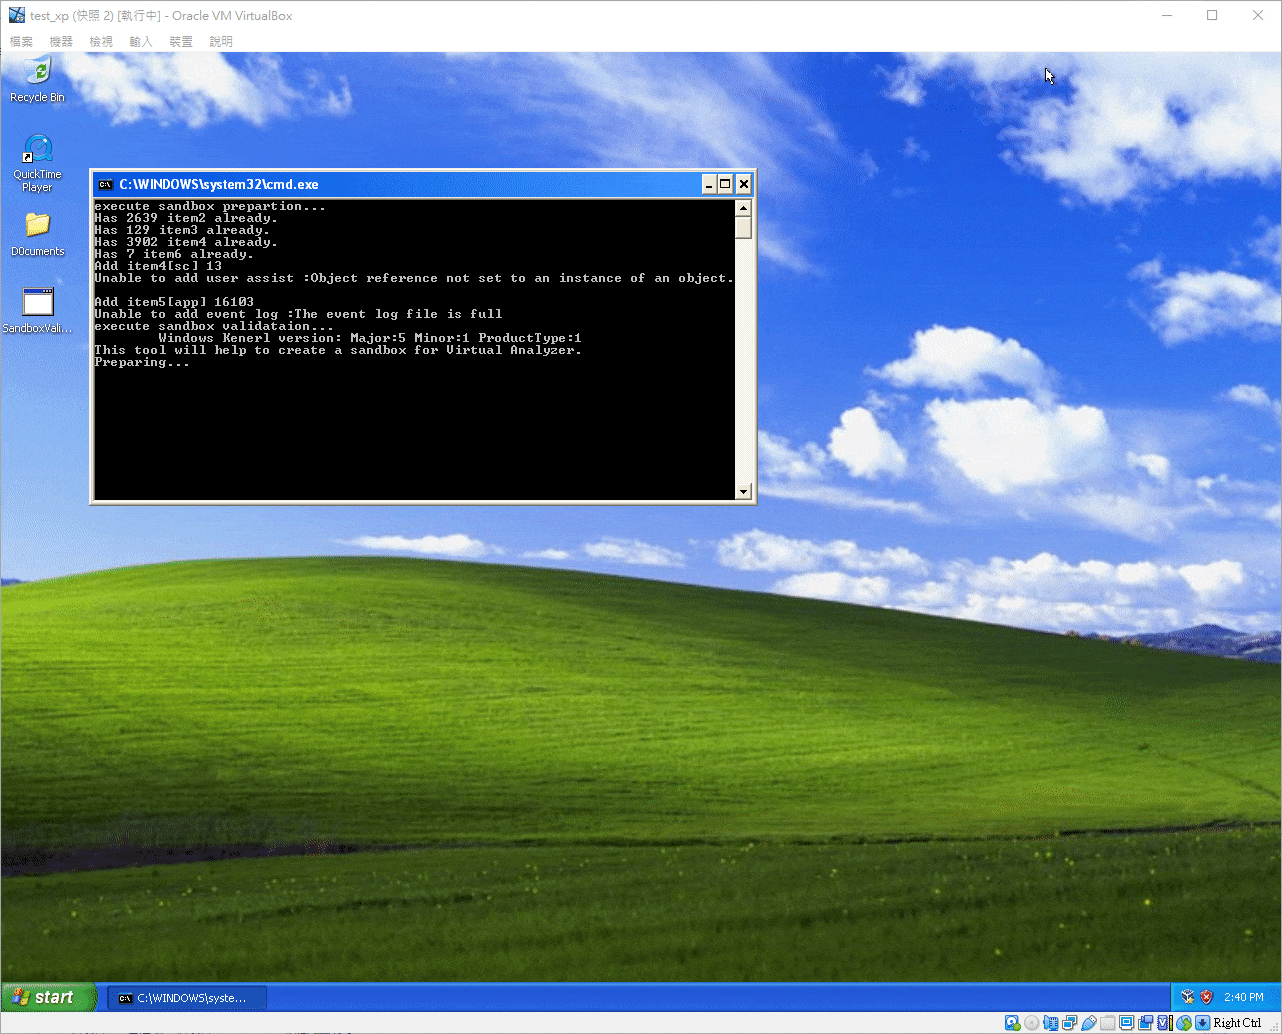 test_xp (快照 2) [執行中] - Oracle VM VirtualBox
檔案 機器 檢視 輸入 裝置 說明
Recycle Bin
QuickTime
Player
D0cuments
SandboxVali...
C:\WINDOWS\system32\cmd.exe
execute sandbox prepartion...
Has 2639 item2 already.
Has 129 item3 already.
Has 3902 item4 already.
Has 7 item6 already.
Add item4[sc] 13
Unable to add user assist :Object reference not set to an instance of an object.
Add item5[app] 16103
Unable to add event log :The event log file is full
execute sandbox validataion...
Windows Kenerl version: Major:5 Minor:1 ProductType:1
This tool will help to create a sandbox for Virtual Analyzer.
Preparing...
start
C:\WINDOWS\syste...
2:40 PM
Right Ctrl